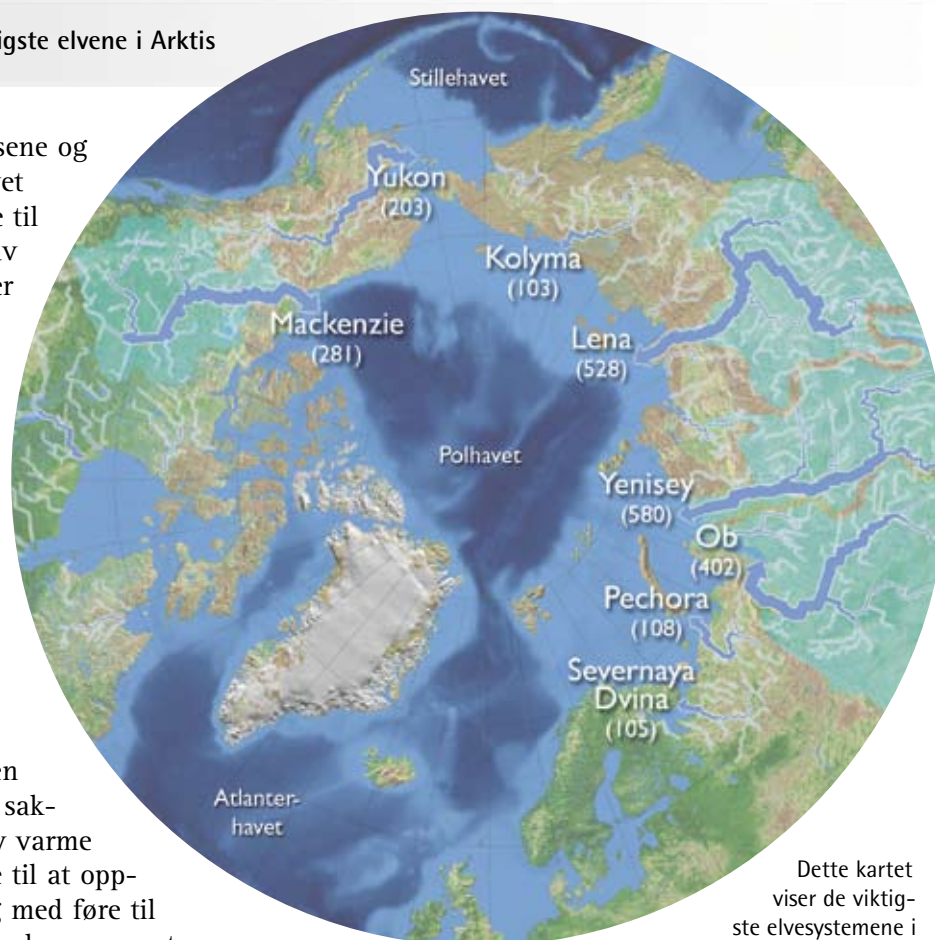 igste elvene i Arktis
sene og
et
e til
v
er
en
sak-
varme
e til at opp-
g med føre til
Stillehavet
Yukon
(203)
Kolyma
(103)
Mackenzie
(281)
Lena
(528)
Polhavet
Yenisey
(580)
Ob
(402)
Pechora
(108)
Severnaya
Dvina
(105)
Atlanter-
havet
Dette kartet
viser de viktig-
ste elvesystemene i